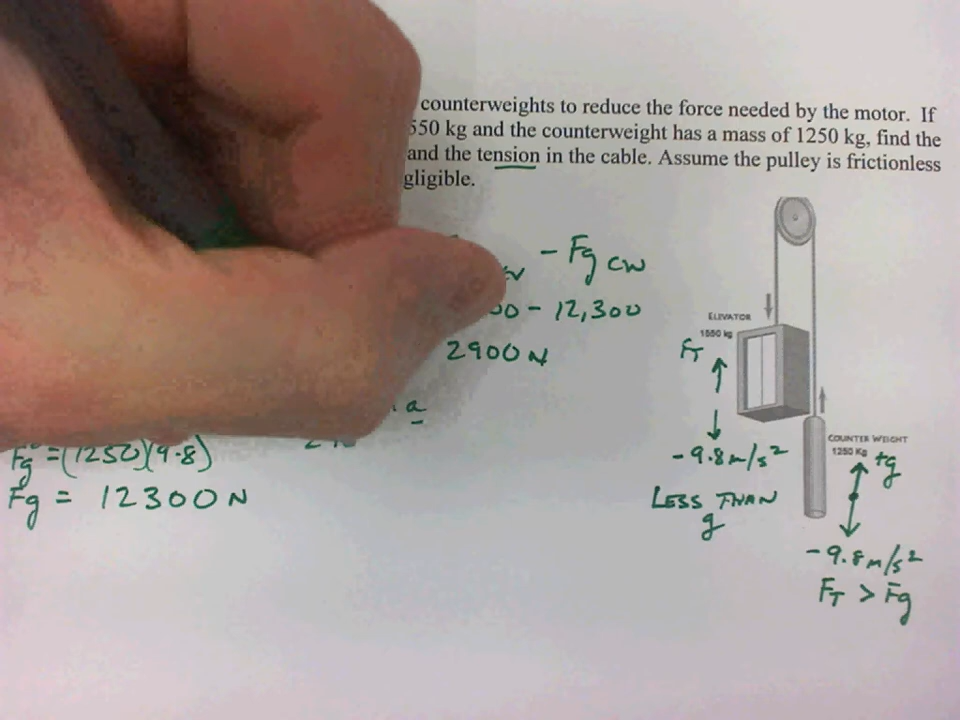 counterweights to reduce the force needed by the motor. If
550 kg and the counterweight has a mass of 1250 kg, find the
and the tension in the cable. Assume the pulley is frictionless
gligible.
- Fg cw
00 - 12,300
2900 N
a
Fg = (1250)(9.8)
Fg = 12300 N
ELEVATOR
1550 kg
FT
- 9.8 m/s²
LESS THAN
g
COUNTER WEIGHT
1250 Kg
+g
- 9.8 m/s²
FT > Fg